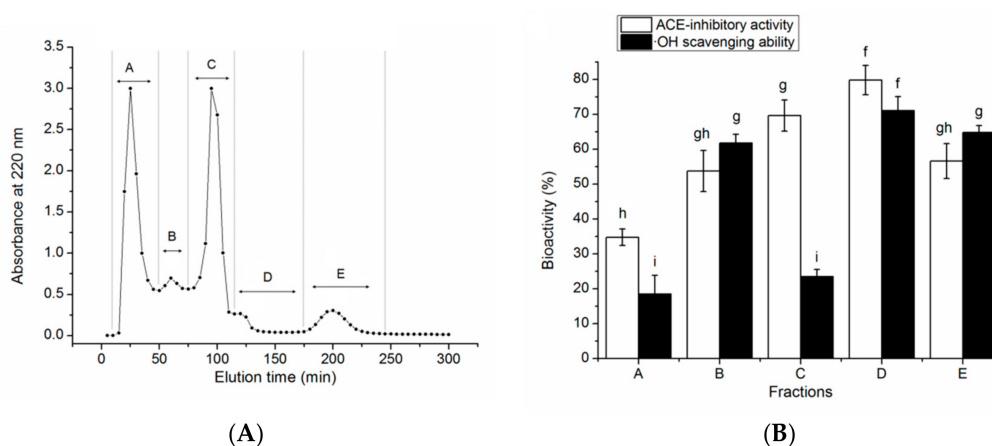 A
C
B
D
E
3.0
2.5
2.0
1.5
1.0
0.5
0.0
Absorbance at 220 nm
0 50 100 150 200 250 300
Elution time (min)
(A)
B
ACE-inhibitory activity
·OH scavenging ability
80
70
60
50
40
30
20
10
0
Bioactivity (%)
h
i
gh
g
g
i
f
f
gh
g
A B C D E
Fractions
(B)